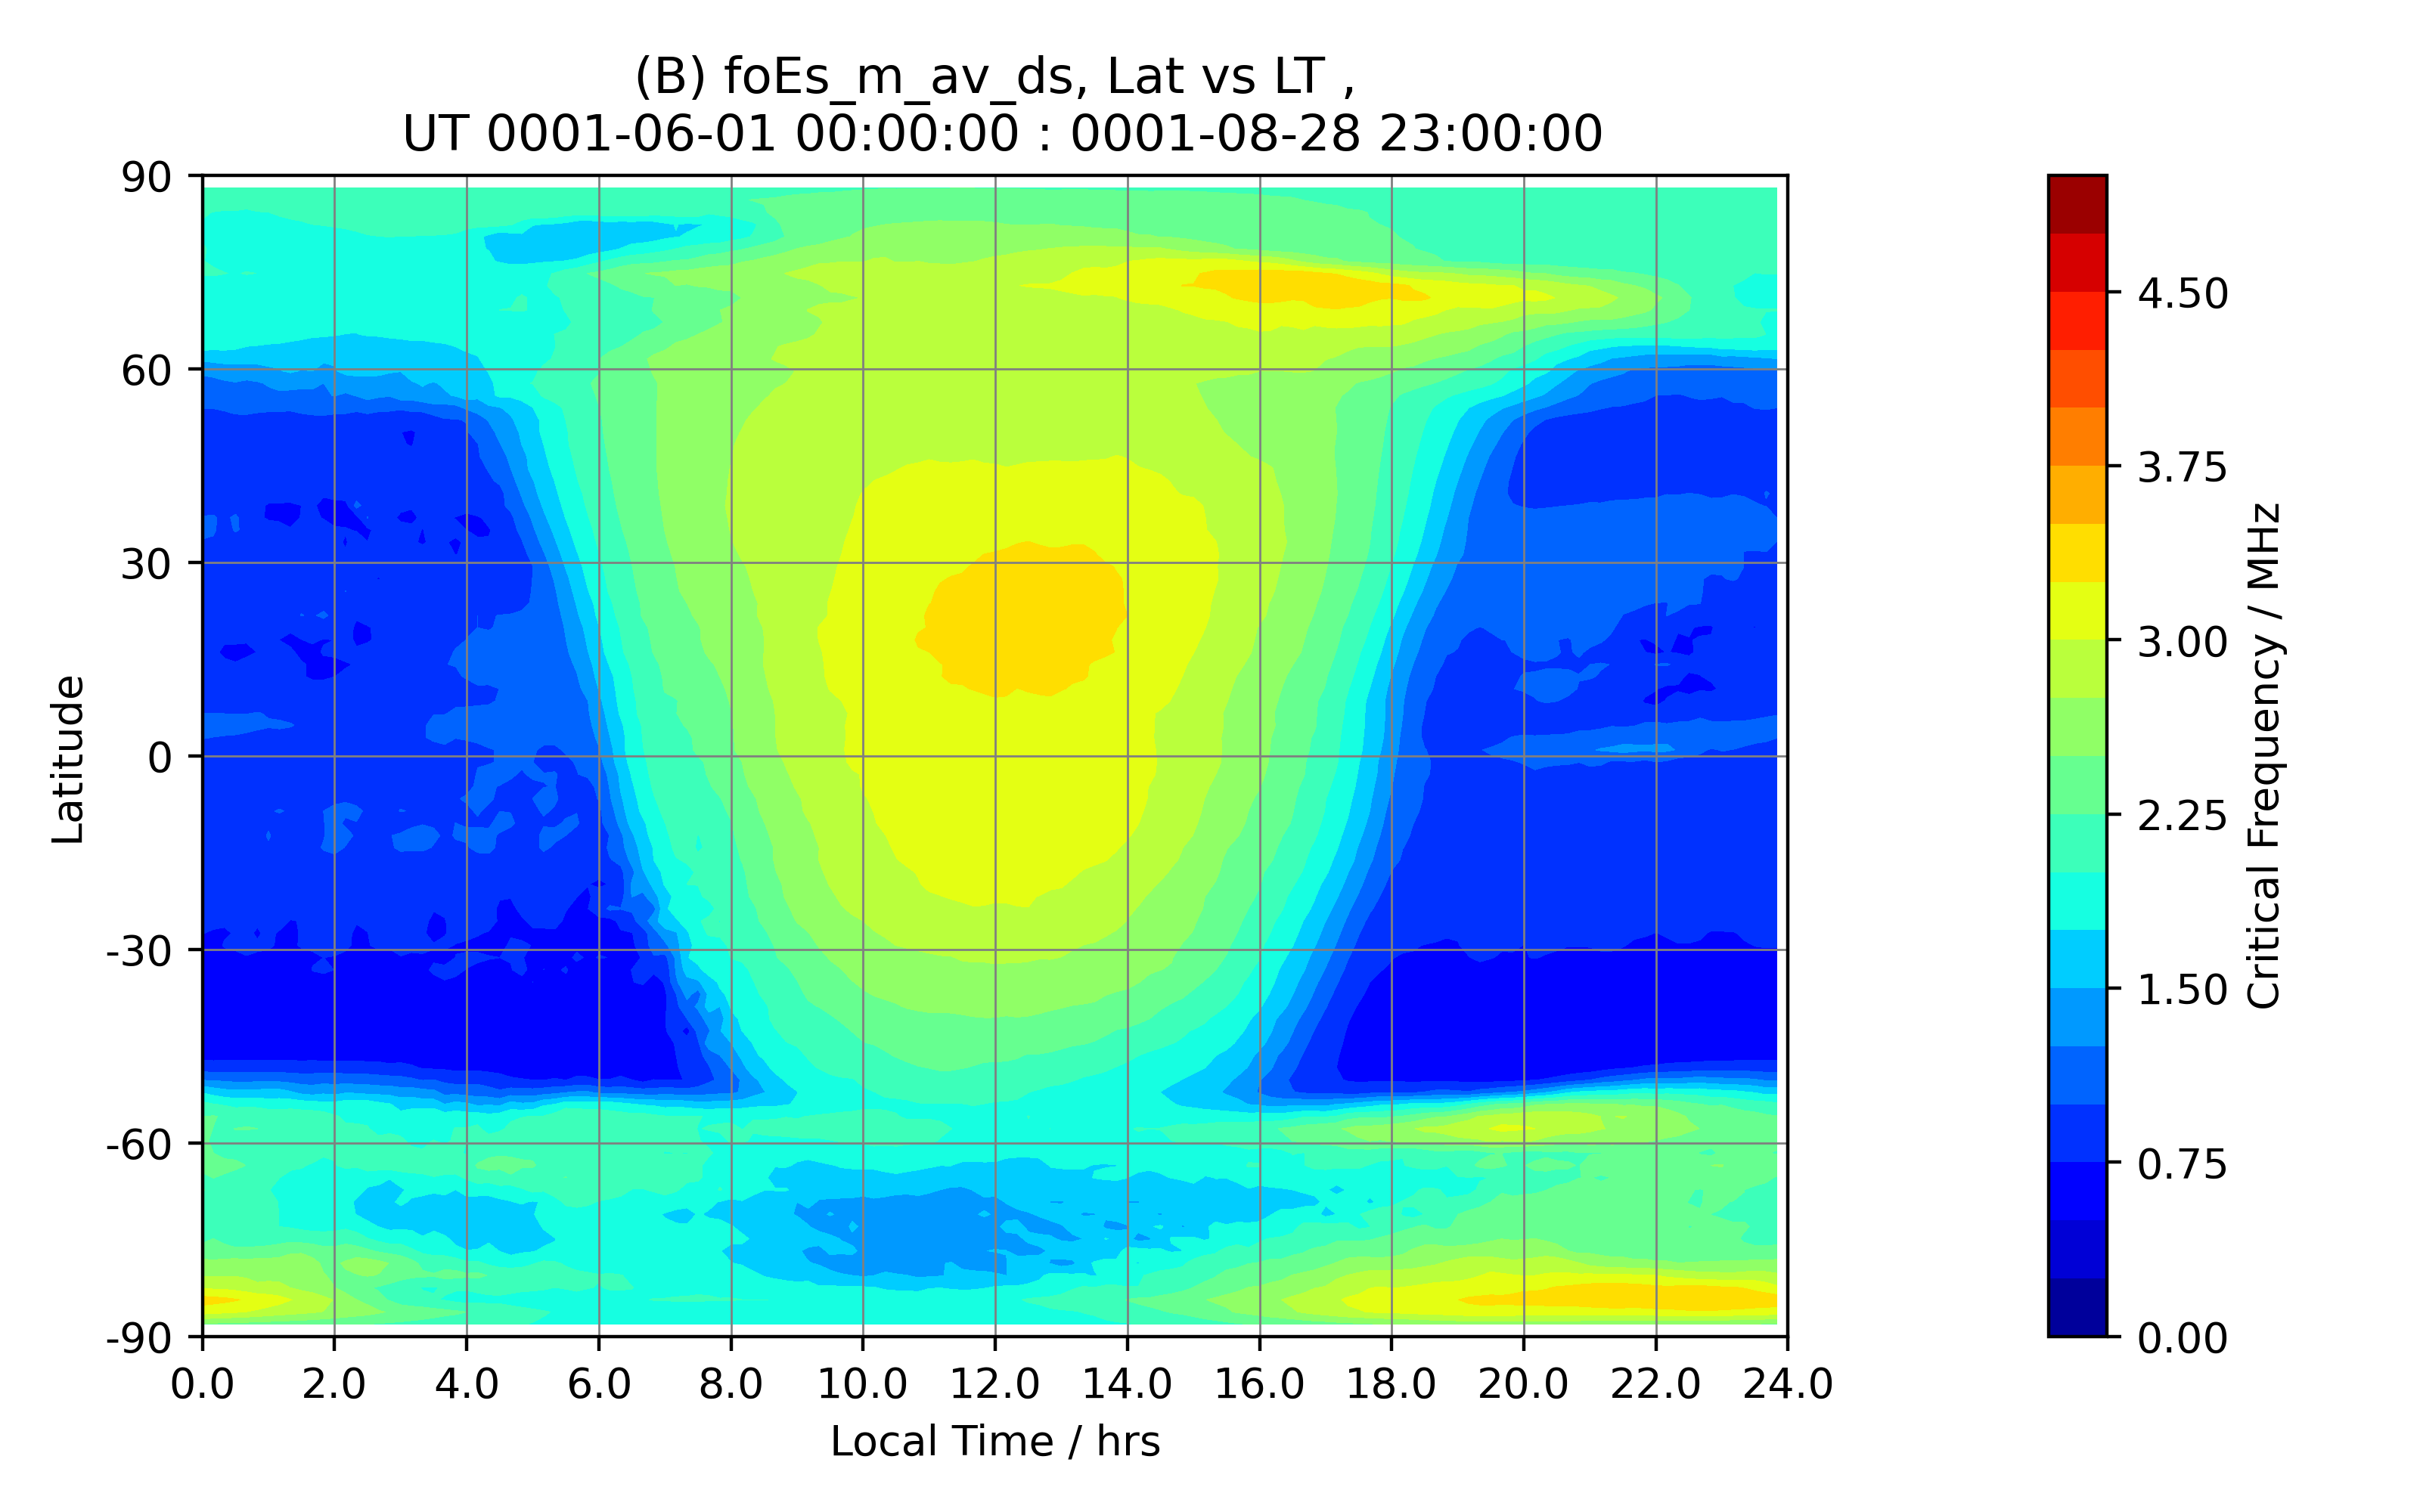 (B) foEs_m_av_ds, Lat vs LT ,
UT 0001-06-01 00:00:00 : 0001-08-28 23:00:00
90
60
30
0
-30
-60
-90
Latitude
0.0 2.0 4.0 6.0 8.0 10.0 12.0 14.0 16.0 18.0 20.0 22.0 24.0
Local Time / hrs
4.50
3.75
3.00
2.25
1.50
0.75
0.00
Critical Frequency / MHz